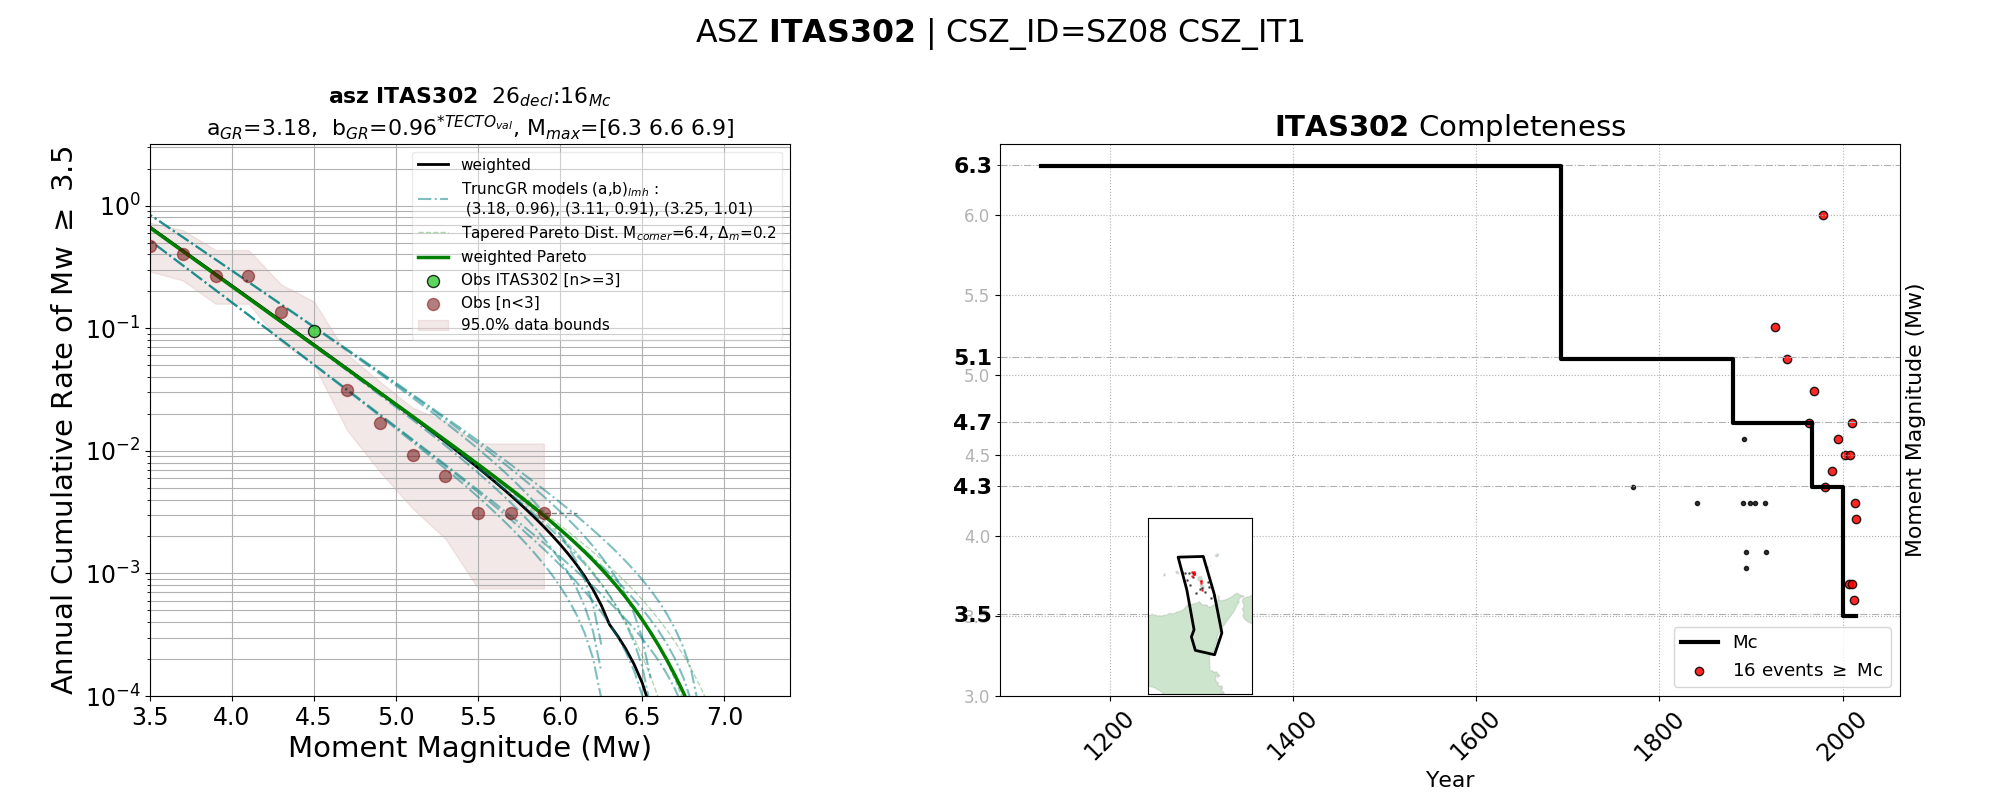 ASZ ITAS302 | CSZ_ID=SZ08 CSZ_IT1
asz ITAS302 26decl:16Mc
aGR=3.18, bGR=0.96*TECTOval, Mmax=[6.3 6.6 6.9]
Annual Cumulative Rate of Mw ≥ 3.5
10^0
10^−1
10^−2
10^−3
10^−4
weighted
TruncGR models (a,b)lmh :
(3.18, 0.96), (3.11, 0.91), (3.25, 1.01)
Tapered Pareto Dist. Mcorner=6.4, Δm=0.2
weighted Pareto
Obs ITAS302 [n>=3]
Obs [n<3]
95.0% data bounds
3.5 4.0 4.5 5.0 5.5 6.0 6.5 7.0
Moment Magnitude (Mw)
ITAS302 Completeness
6.3
6.0
5.5
5.1
5.0
4.7
4.5
4.3
4.0
3.5
3.0
Moment Magnitude (Mw)
Mc
16 events ≥ Mc
1200 1400 1600 1800 2000
Year